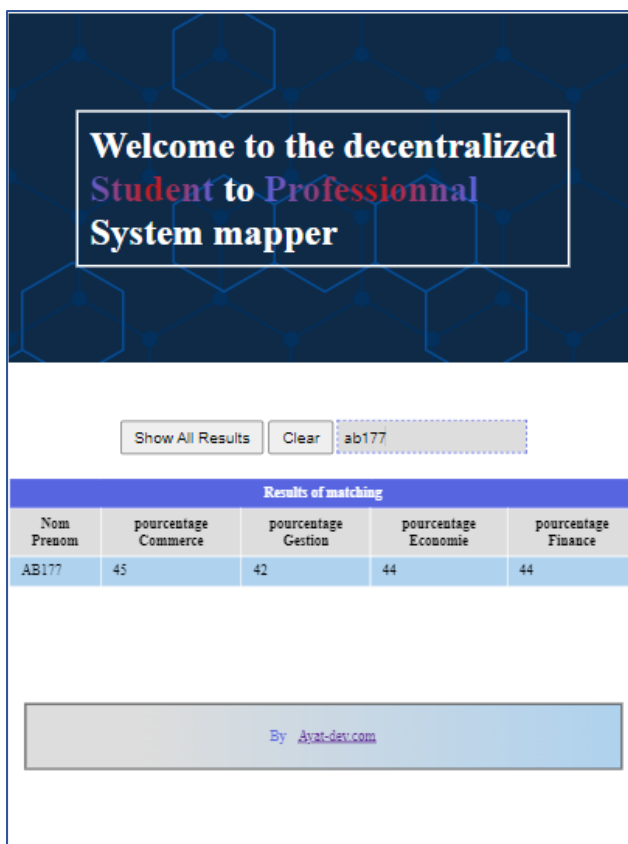 Welcome to the decentralized
Student to Professionnal
System mapper
Show All Results Clear ab177
Results of matching
Nom Prenom pourcentage Commerce pourcentage Gestion pourcentage Economie pourcentage Finance
AB177 45 42 44 44
By Ayat-dev.com